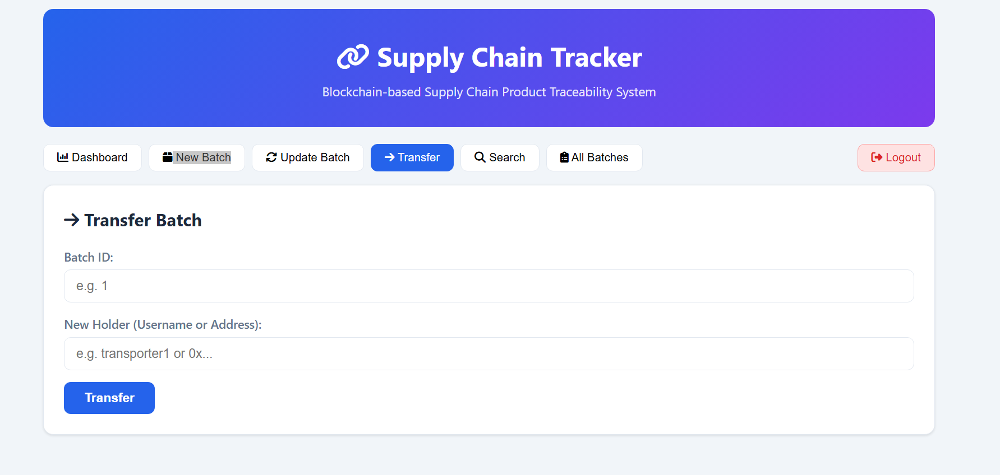 Supply Chain Tracker
Blockchain-based Supply Chain Product Traceability System
Dashboard New Batch Update Batch Transfer Search All Batches Logout
Transfer Batch
Batch ID:
e.g. 1
New Holder (Username or Address):
e.g. transporter1 or 0x...
Transfer